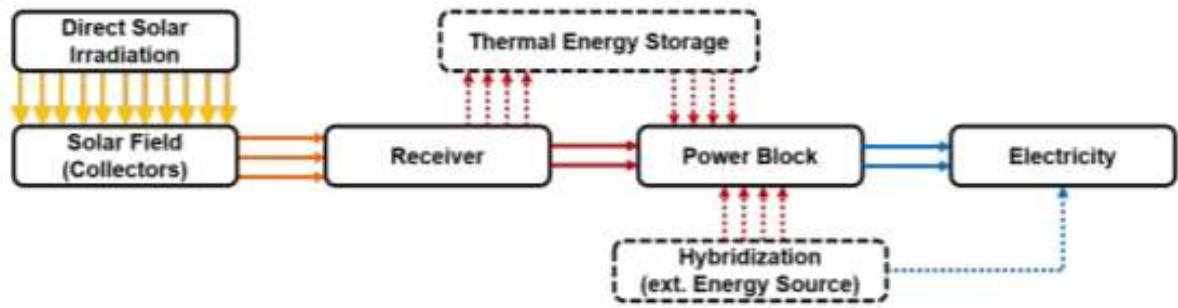 Direct Solar
Irradiation
Thermal Energy Storage
Solar Field
(Collectors)
Receiver
Power Block
Electricity
Hybridization
(ext. Energy Source)